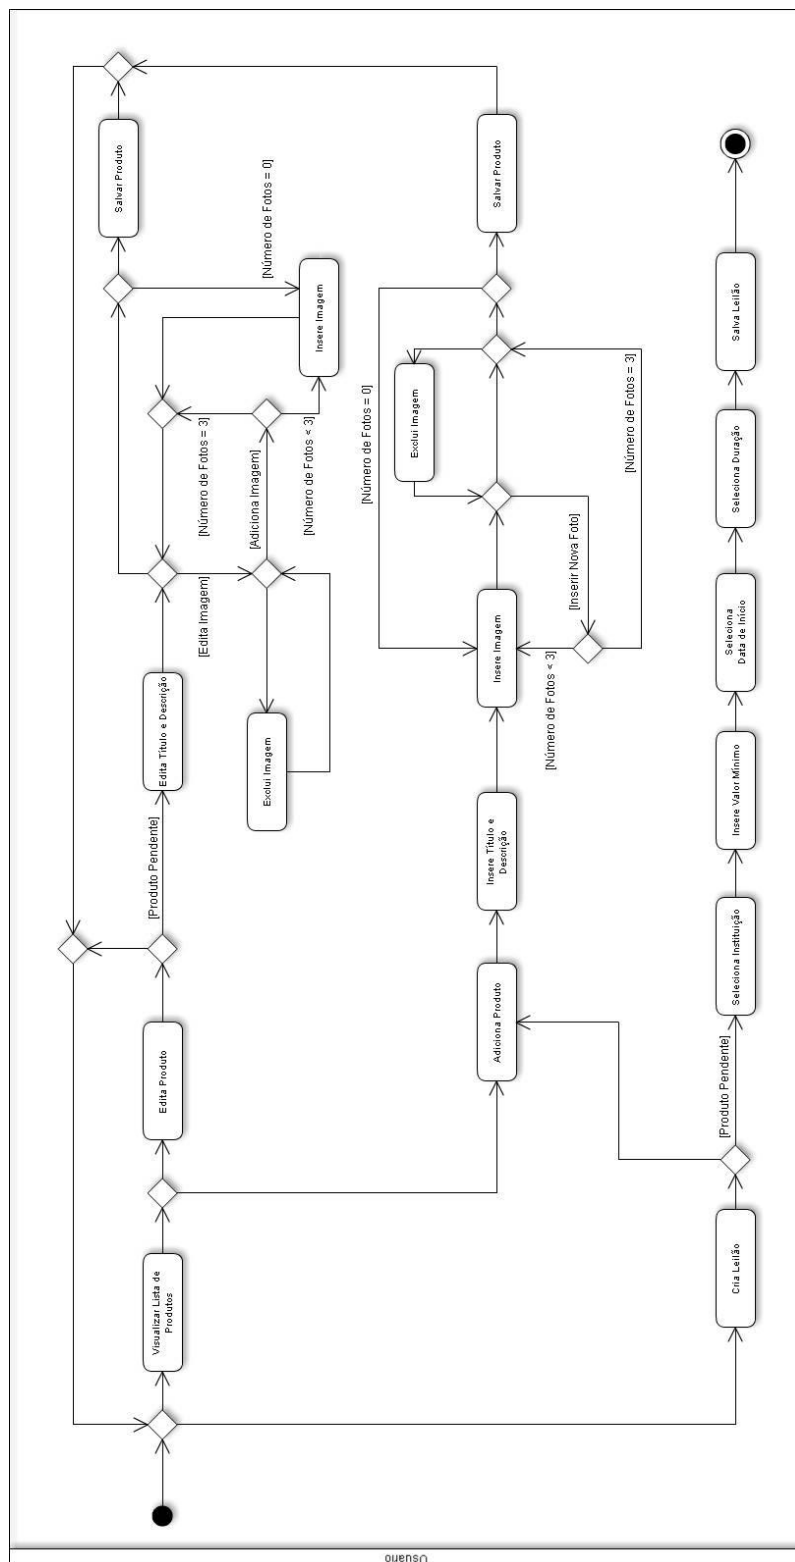 Usuano
Visualizar Lista de
Produtos
Edita Produto
[Produto Pendente]
Edita Título e Descrição
[Edita Imagem]
Exclui Imagem
[Adiciona Imagem]
[Número de Fotos = 3]
[Número de Fotos < 3]
Insere Imagem
[Número de Fotos = 0]
Salvar Produto
Adiciona Produto
Insere Título e
Descrição
Insere Imagem
[Número de Fotos < 3]
[Inserir Nova Foto]
Exclui Imagem
[Número de Fotos = 0]
[Número de Fotos = 3]
Salvar Produto
Cria Leilão
[Produto Pendente]
Seleciona Instituição
Insere Valor Mínimo
Seleciona
Data de Início
Seleciona Duração
Salva Leilão